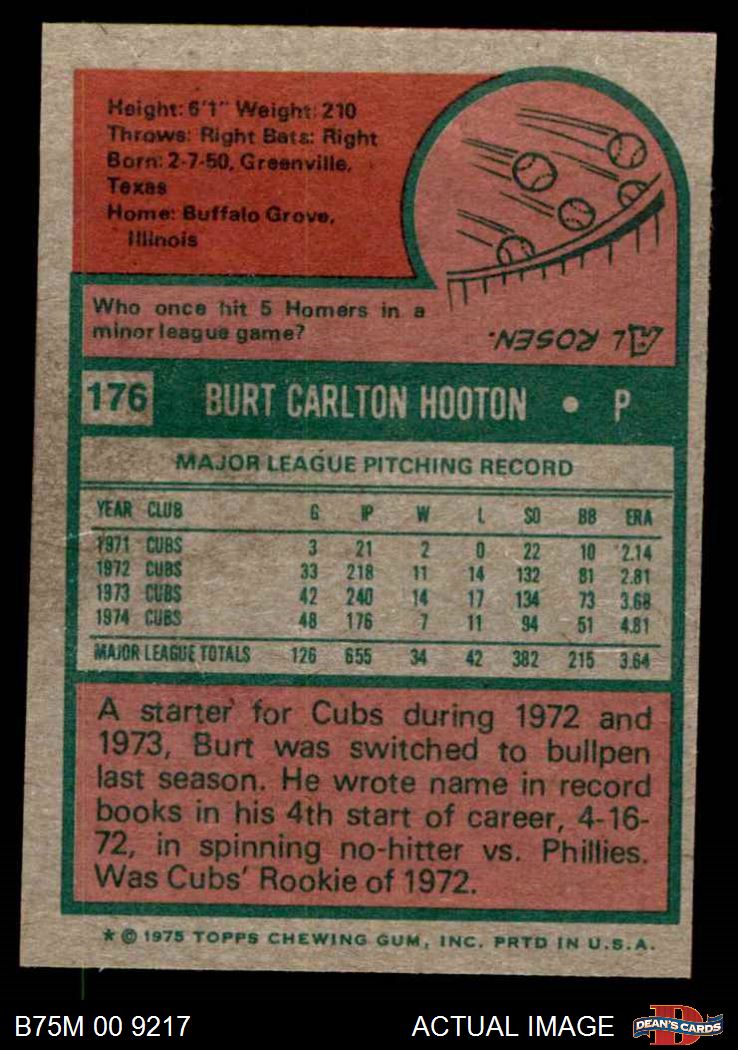 Height: 6'1" Weight: 210
Throws: Right Bats: Right
Born: 2-7-50, Greenville,
Texas
Home: Buffalo Grove,
Illinois
Who once hit 5 Homers in a
minor league game?
AL ROSEN.
176 BURT CARLTON HOOTON • P
MAJOR LEAGUE PITCHING RECORD
YEAR CLUB G IP W L SO BB ERA
1971 CUBS 3 21 2 0 22 10 2.14
1972 CUBS 33 218 11 14 132 81 2.81
1973 CUBS 42 240 14 17 134 73 3.68
1974 CUBS 48 176 7 11 94 51 4.81
MAJOR LEAGUE TOTALS 126 655 34 42 382 215 3.64
A starter for Cubs during 1972 and
1973, Burt was switched to bullpen
last season. He wrote name in record
books in his 4th start of career, 4-16-
72, in spinning no-hitter vs. Phillies.
Was Cubs' Rookie of 1972.
* © 1975 TOPPS CHEWING GUM, INC. PRTD IN U.S.A.
B75M 00 9217 ACTUAL IMAGE DEAN'S CARDS